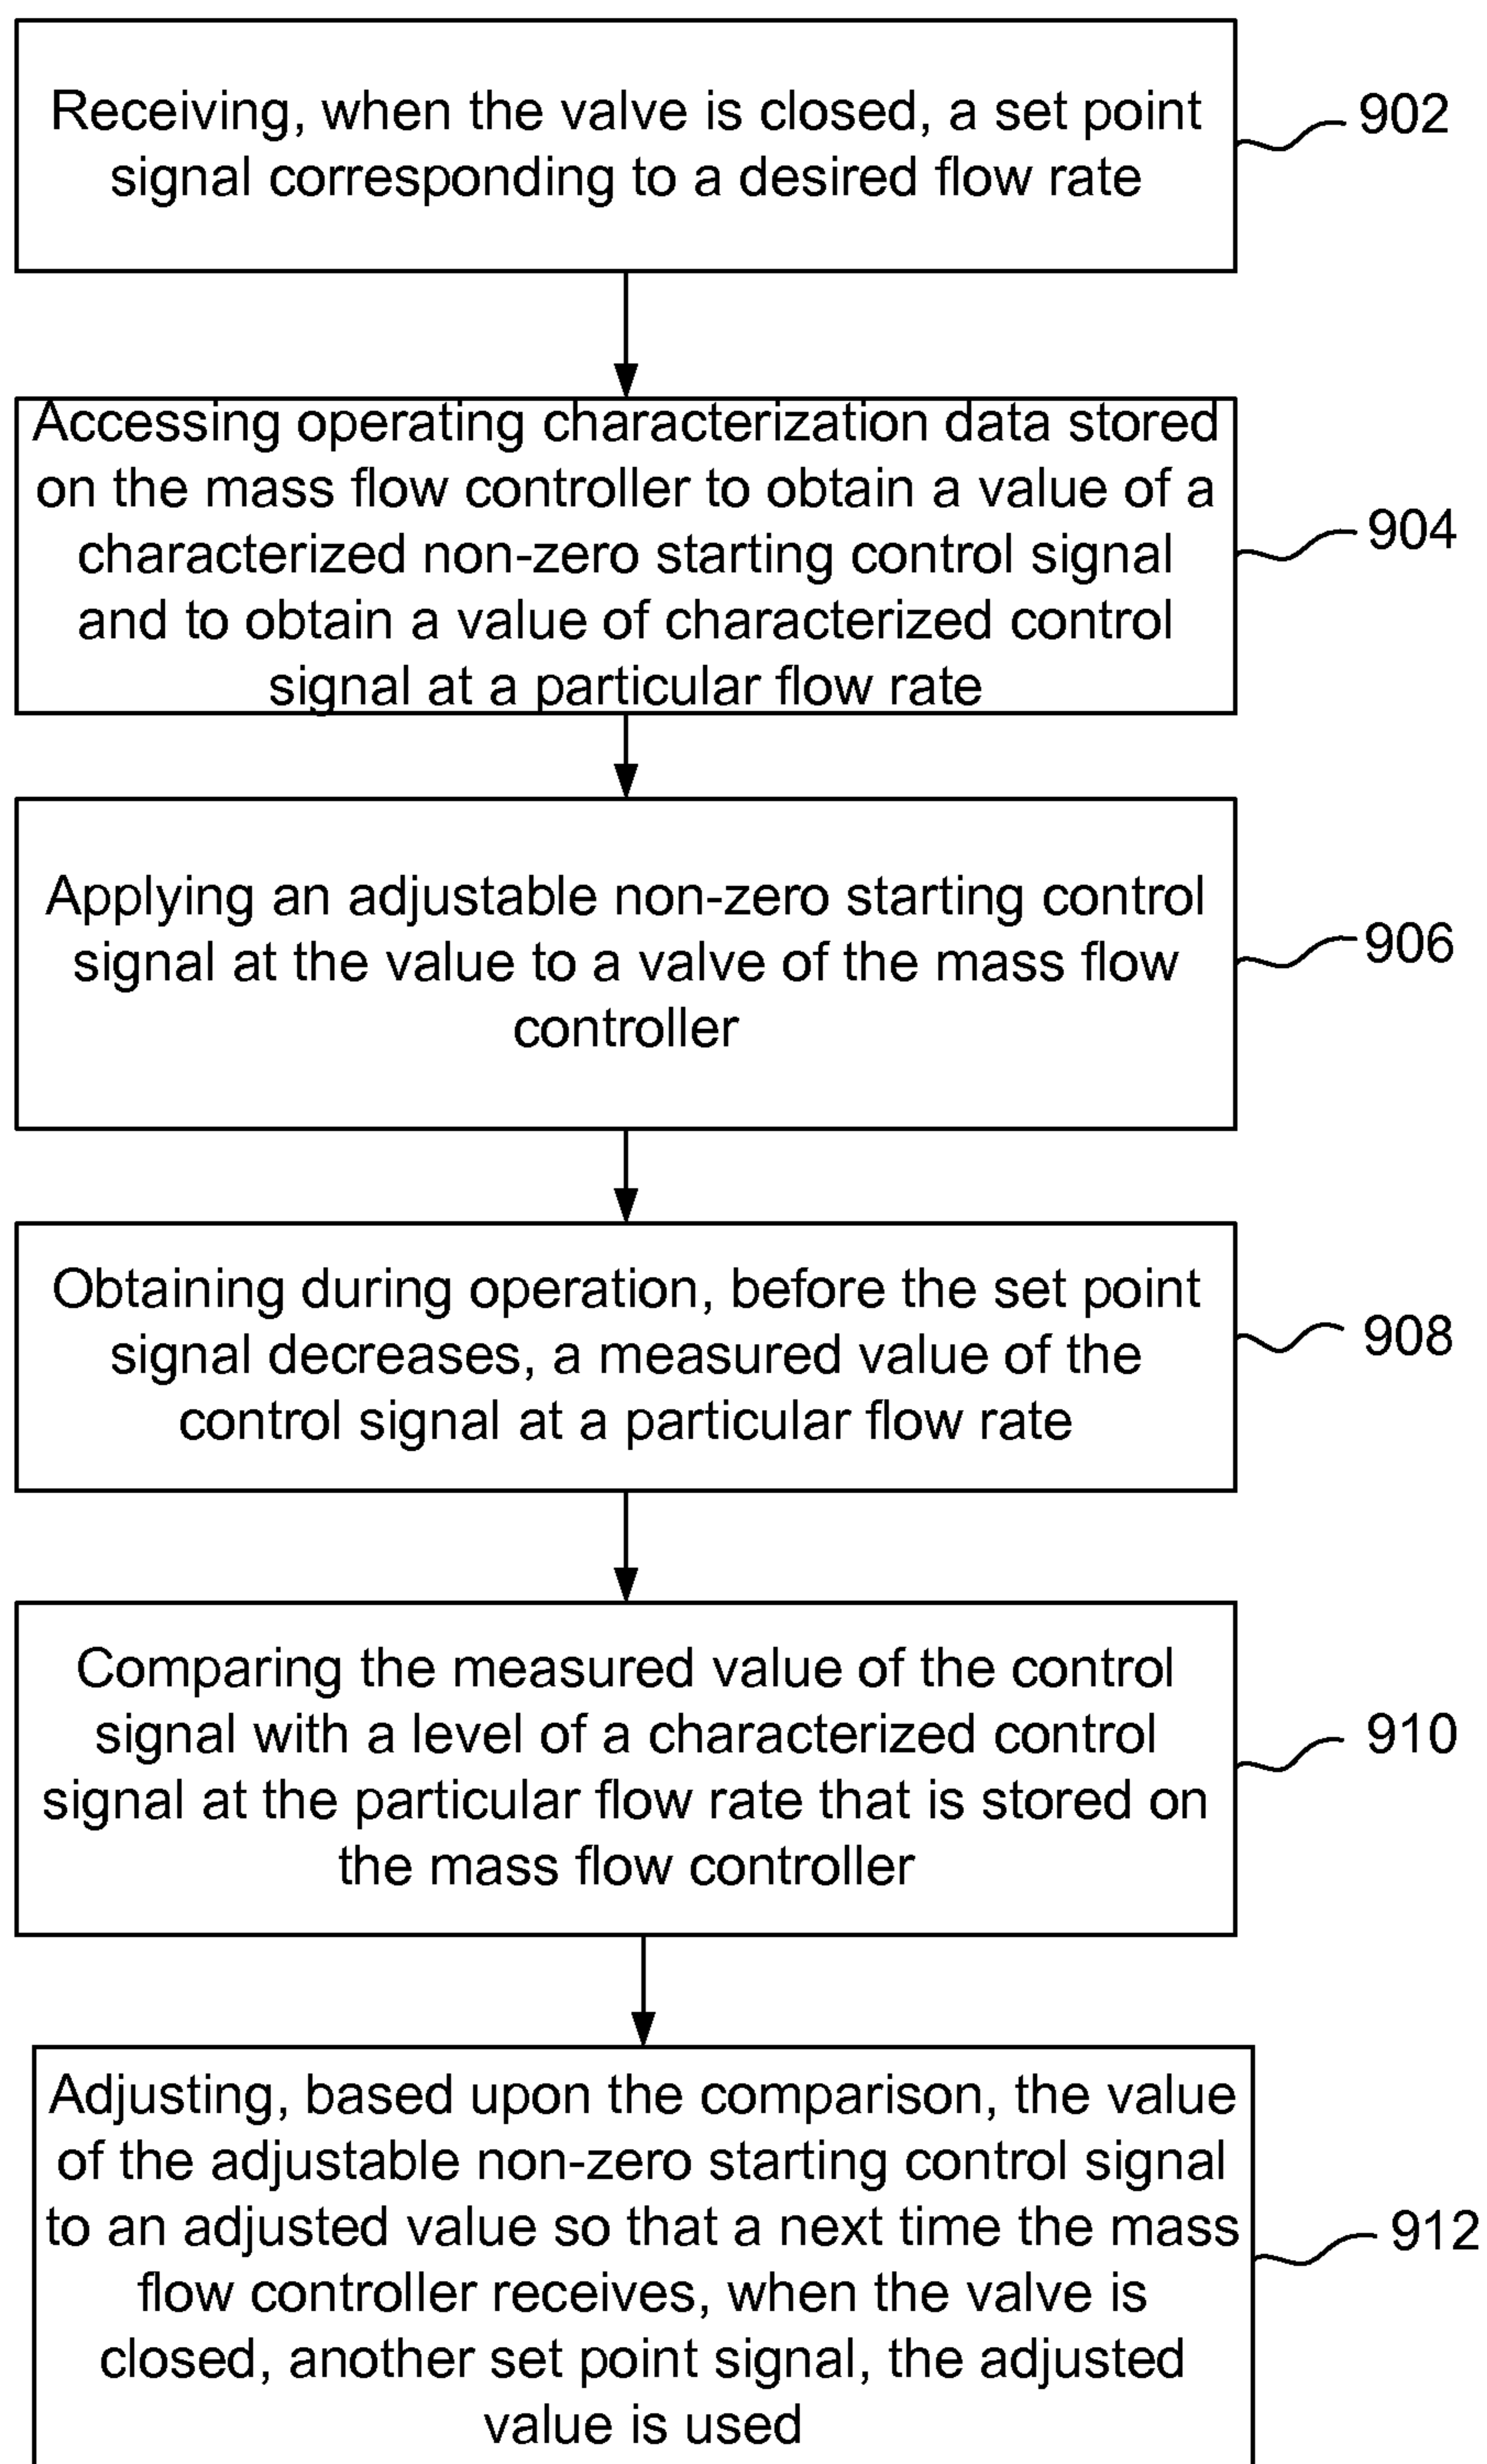 Receiving, when the valve is closed, a set point
signal corresponding to a desired flow rate
902
Accessing operating characterization data stored
on the mass flow controller to obtain a value of a
characterized non-zero starting control signal
and to obtain a value of characterized control
signal at a particular flow rate
904
Applying an adjustable non-zero starting control
signal at the value to a valve of the mass flow
controller
906
Obtaining during operation, before the set point
signal decreases, a measured value of the
control signal at a particular flow rate
908
Comparing the measured value of the control
signal with a level of a characterized control
signal at the particular flow rate that is stored on
the mass flow controller
910
Adjusting, based upon the comparison, the value
of the adjustable non-zero starting control signal
to an adjusted value so that a next time the mass
flow controller receives, when the valve is
closed, another set point signal, the adjusted
value is used
912